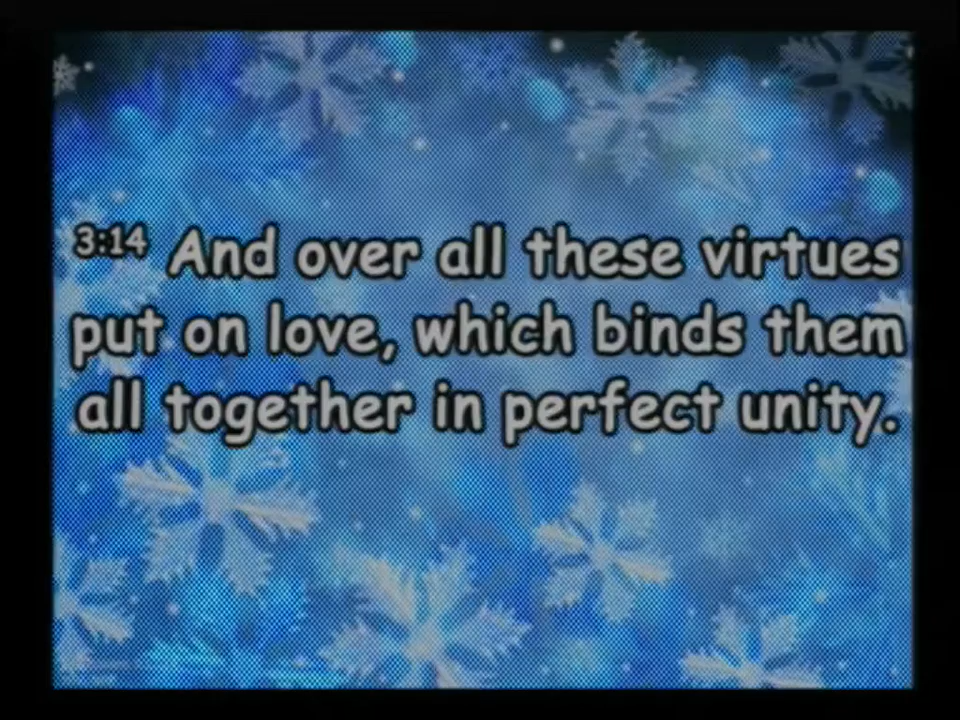 3:14 And over all these virtues
put on love, which binds them
all together in perfect unity.